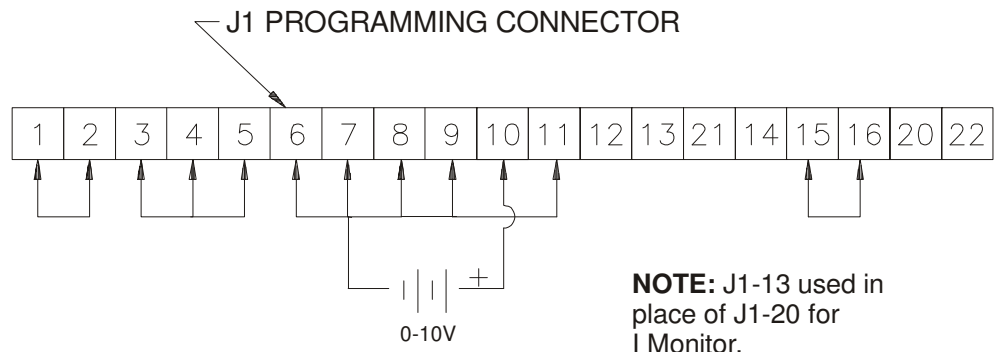 J1 PROGRAMMING CONNECTOR
1 2 3 4 5 6 7 8 9 10 11 12 13 21 14 15 16 20 22
+
0-10V
NOTE: J1-13 used in
place of J1-20 for
I Monitor.